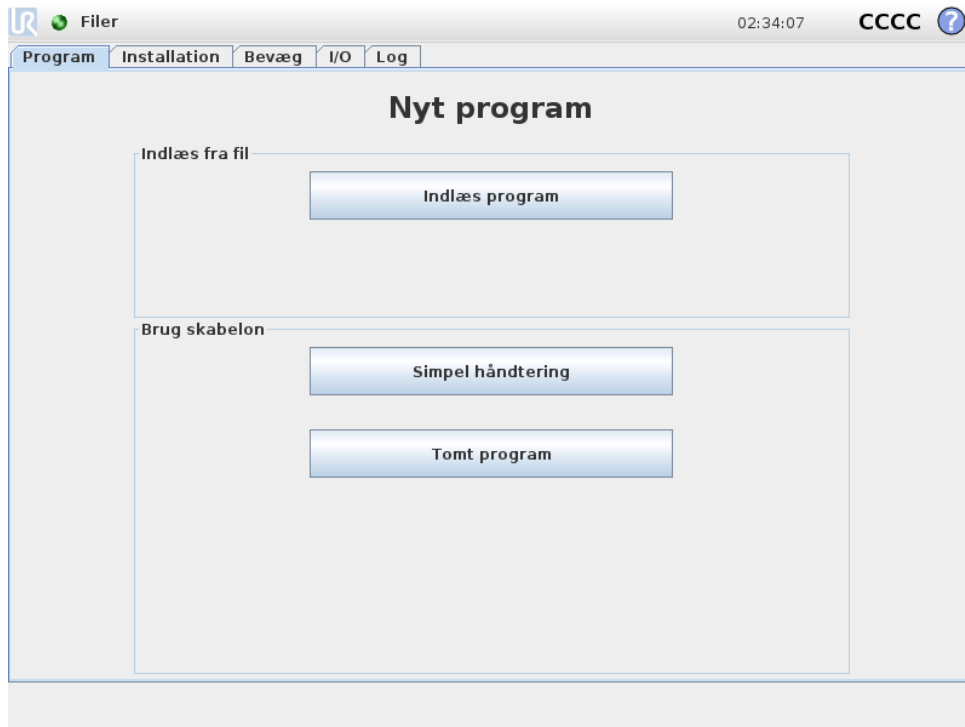 UR Filer 02:34:07 CCCC ?
Program Installation Bevæg I/O Log
Nyt program
Indlæs fra fil
Indlæs program
Brug skabelon
Simpel håndtering
Tomt program